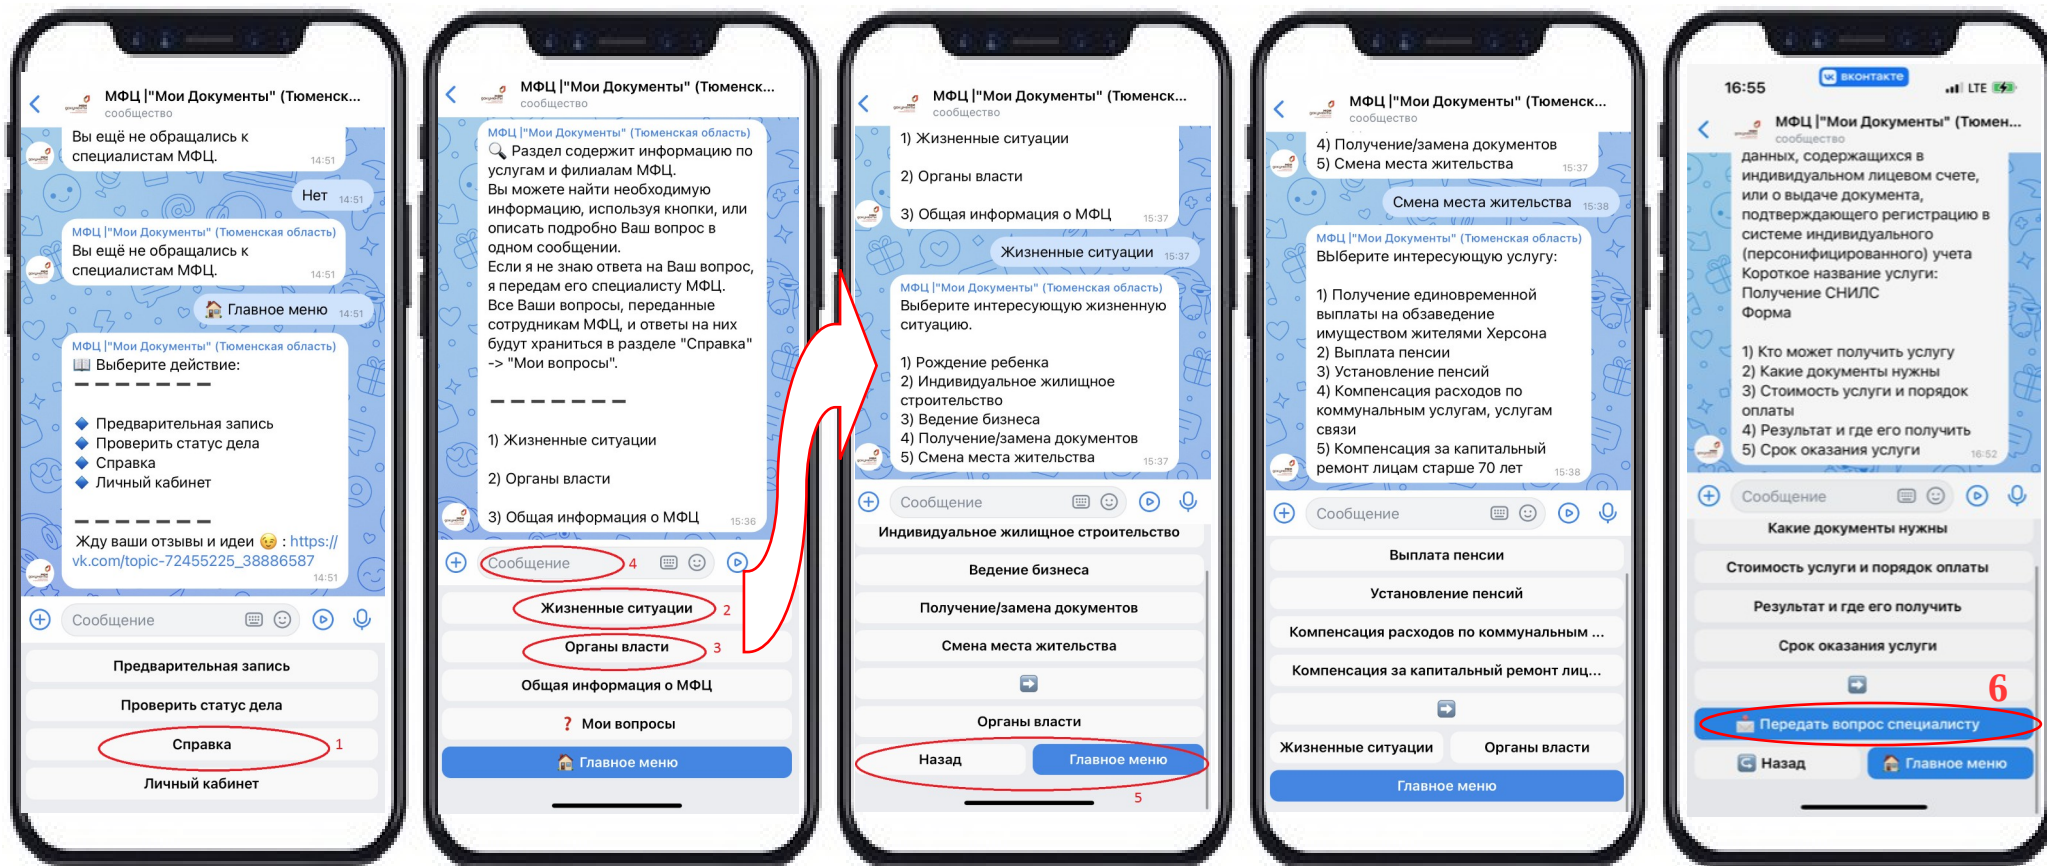 МФЦ |"Мои Документы" (Тюменск...
сообщество
Вы ещё не обращались к
специалистам МФЦ.
14:51
Нет 14:51
МФЦ |"Мои Документы" (Тюменская область)
Вы ещё не обращались к
специалистам МФЦ.
14:51
Главное меню 14:51
МФЦ |"Мои Документы" (Тюменская область)
Выберите действие:
Предварительная запись
Проверить статус дела
Справка
Личный кабинет
Жду ваши отзывы и идеи : https://
vk.com/topic-72455225_38886587
14:51
Сообщение
Предварительная запись
Проверить статус дела
Справка 1
Личный кабинет
МФЦ |"Мои Документы" (Тюменск...
сообщество
МФЦ |"Мои Документы" (Тюменская область)
Раздел содержит информацию по
услугам и филиалам МФЦ.
Вы можете найти необходимую
информацию, используя кнопки, или
описать подробно Ваш вопрос в
одном сообщении.
Если я не знаю ответа на Ваш вопрос,
я передам его специалисту МФЦ.
Все Ваши вопросы, переданные
сотрудникам МФЦ, и ответы на них
будут храниться в разделе "Справка"
-> "Мои вопросы".
1) Жизненные ситуации
2) Органы власти
3) Общая информация о МФЦ 15:36
Сообщение 4
Жизненные ситуации 2
Органы власти 3
Общая информация о МФЦ
? Мои вопросы
Главное меню
МФЦ |"Мои Документы" (Тюменск...
сообщество
1) Жизненные ситуации
2) Органы власти
3) Общая информация о МФЦ 15:37
Жизненные ситуации 15:37
МФЦ |"Мои Документы" (Тюменская область)
Выберите интересующую жизненную
ситуацию.
1) Рождение ребенка
2) Индивидуальное жилищное
строительство
3) Ведение бизнеса
4) Получение/замена документов
5) Смена места жительства 15:37
Сообщение
Индивидуальное жилищное строительство
Ведение бизнеса
Получение/замена документов
Смена места жительства
Органы власти
Назад Главное меню
5
МФЦ |"Мои Документы" (Тюменск...
сообщество
4) Получение/замена документов
5) Смена места жительства 15:37
Смена места жительства 15:38
МФЦ |"Мои Документы" (Тюменская область)
ВЫберите интересующую услугу:
1) Получение единовременной
выплаты на обзаведение
имуществом жителями Херсона
2) Выплата пенсии
3) Установление пенсий
4) Компенсация расходов по
коммунальным услугам, услугам
связи
5) Компенсация за капитальный
ремонт лицам старше 70 лет 15:38
Сообщение
Выплата пенсии
Установление пенсий
Компенсация расходов по коммунальным ...
Компенсация за капитальный ремонт лиц...
Жизненные ситуации Органы власти
Главное меню
16:55 ВКОНТАКТЕ LTE
МФЦ |"Мои Документы" (Тюмен...
сообщество
данных, содержащихся в
индивидуальном лицевом счете,
или о выдаче документа,
подтверждающего регистрацию в
системе индивидуального
(персонифицированного) учета
Короткое название услуги:
Получение СНИЛС
Форма
1) Кто может получить услугу
2) Какие документы нужны
3) Стоимость услуги и порядок
оплаты
4) Результат и где его получить
5) Срок оказания услуги 16:52
Сообщение
Какие документы нужны
Стоимость услуги и порядок оплаты
Результат и где его получить
Срок оказания услуги
6
Передать вопрос специалисту
Назад Главное меню